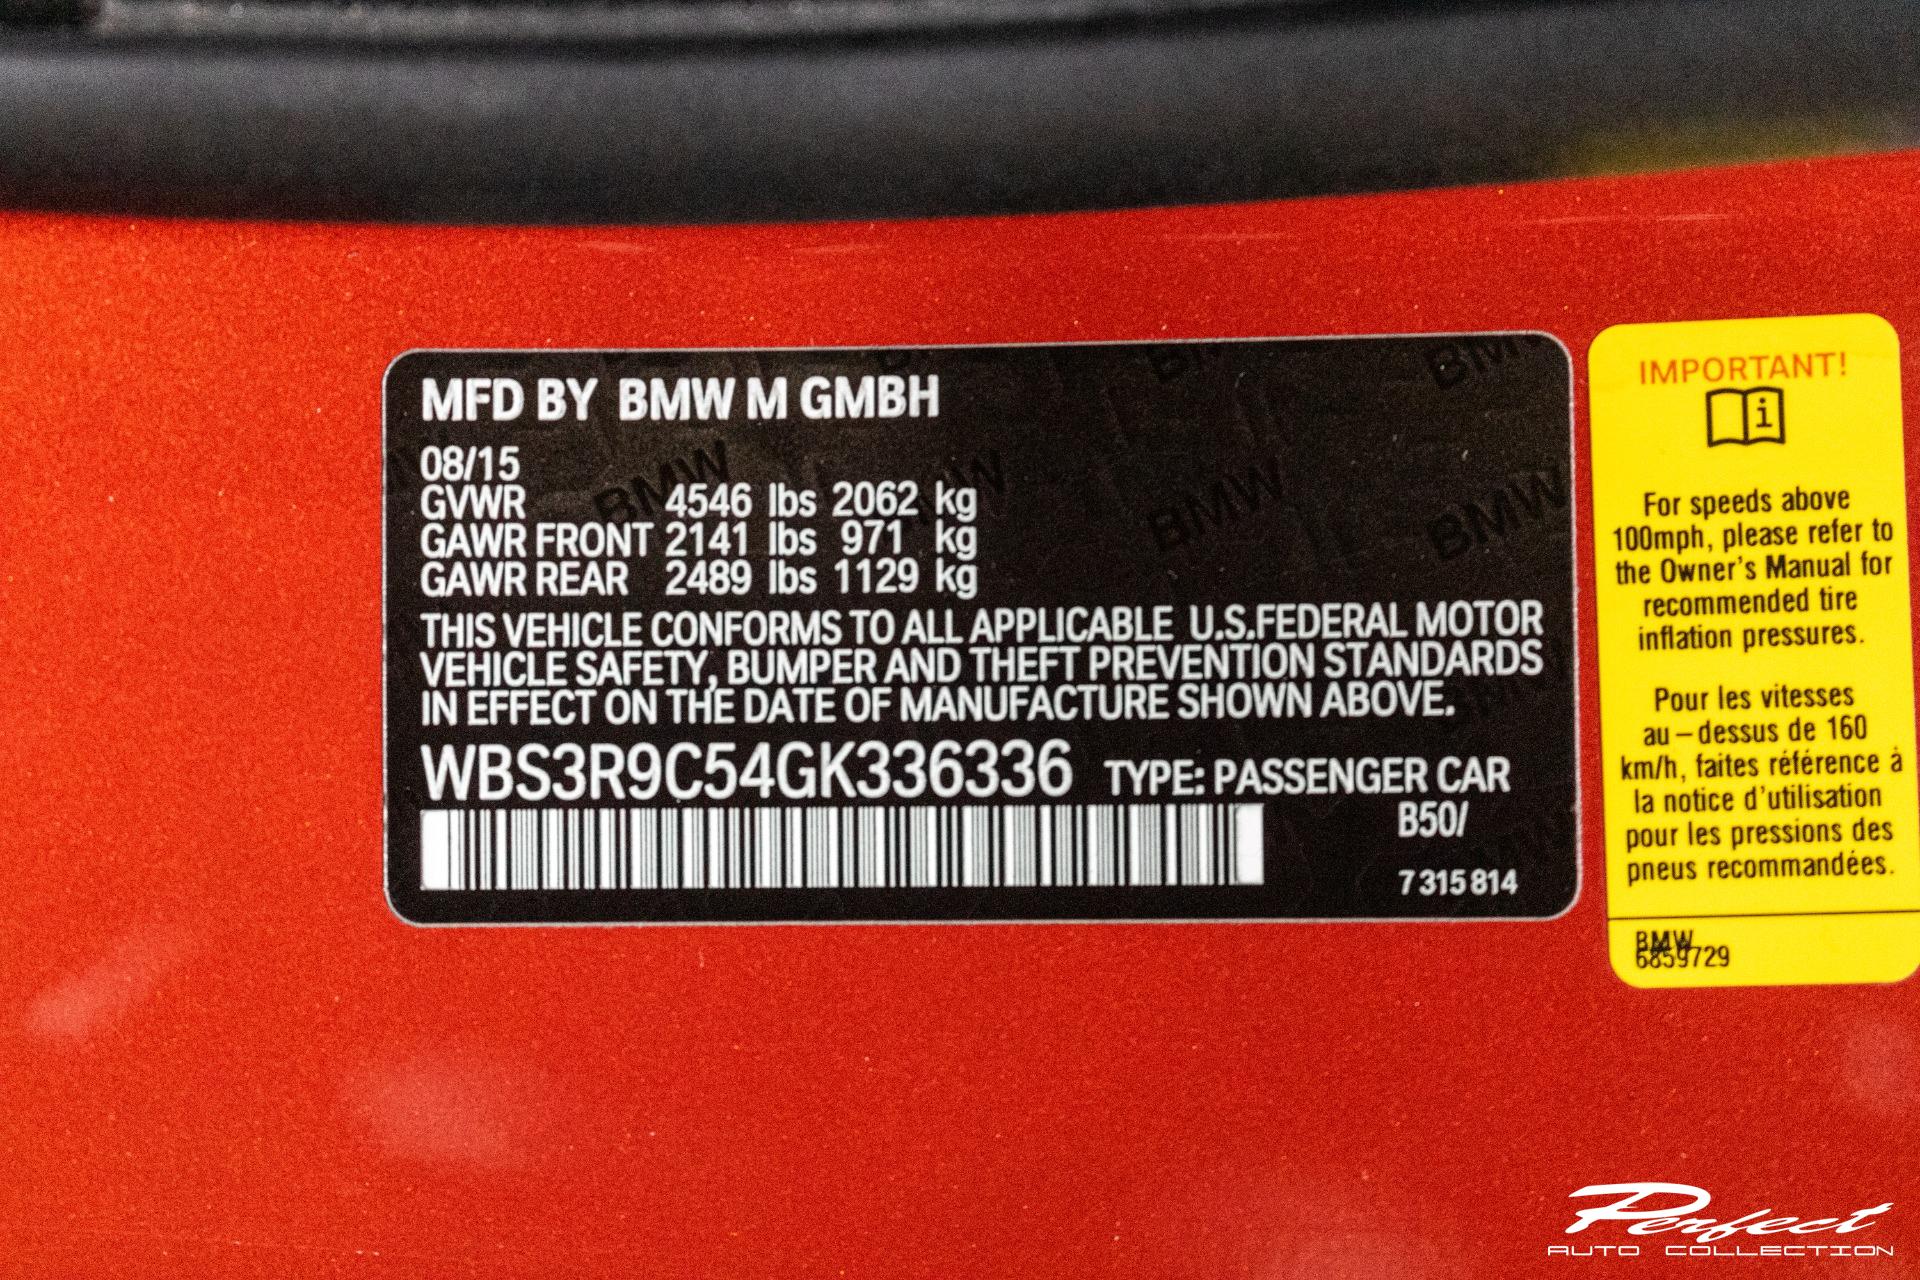 MFD BY BMW M GMBH
08/15
GVWR 4546 lbs 2062 kg
GAWR FRONT 2141 lbs 971 kg
GAWR REAR 2489 lbs 1129 kg
THIS VEHICLE CONFORMS TO ALL APPLICABLE U.S.FEDERAL MOTOR
VEHICLE SAFETY, BUMPER AND THEFT PREVENTION STANDARDS
IN EFFECT ON THE DATE OF MANUFACTURE SHOWN ABOVE.
WBS3R9C54GK336336 TYPE: PASSENGER CAR
B50/
7 315 814
IMPORTANT!
i
For speeds above
100mph, please refer to
the Owner's Manual for
recommended tire
inflation pressures.
Pour les vitesses
au – dessus de 160
km/h, faites référence à
la notice d'utilisation
pour les pressions des
pneus recommandées.
BMW
6859729
Perfect
AUTO COLLECTION